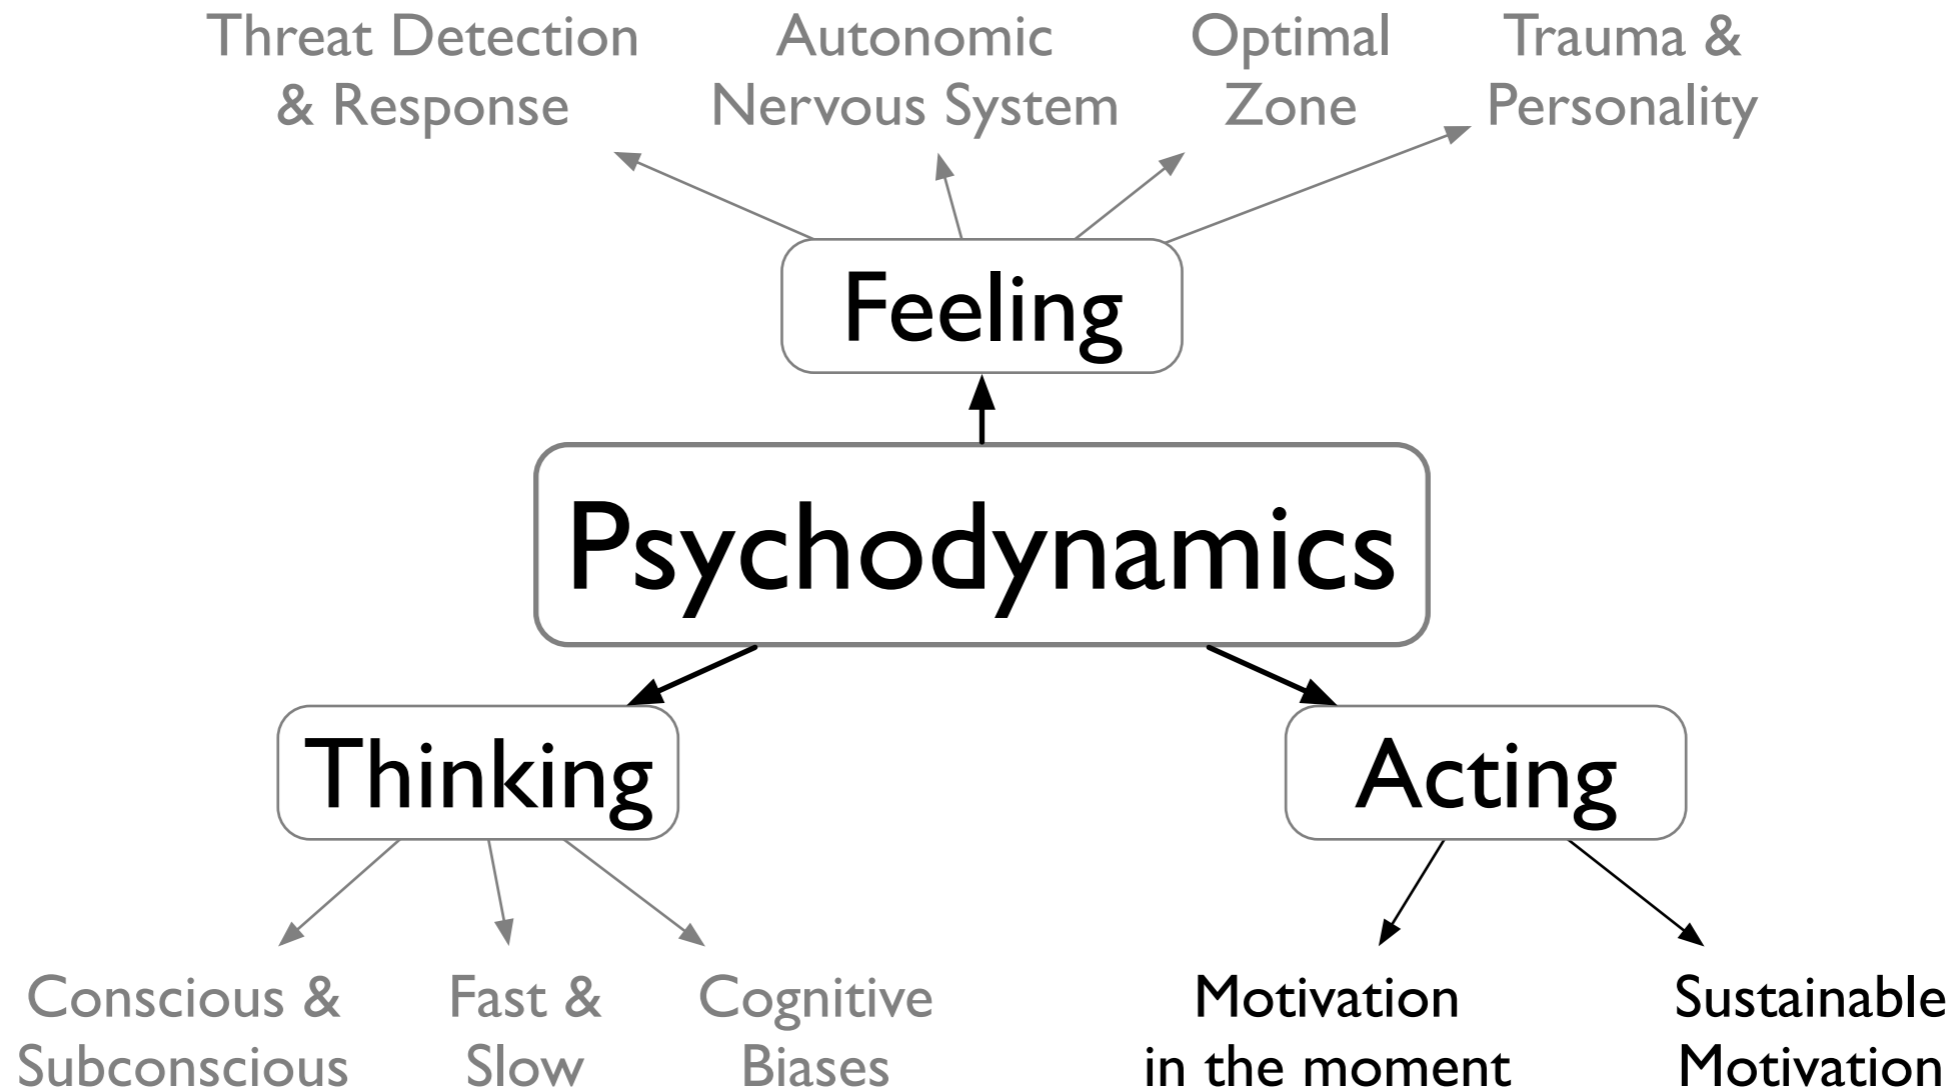 Threat Detection
& Response
Autonomic
Nervous System
Optimal
Zone
Trauma &
Personality
Feeling
Psychodynamics
Thinking
Acting
Conscious &
Subconscious
Fast &
Slow
Cognitive
Biases
Motivation
in the moment
Sustainable
Motivation